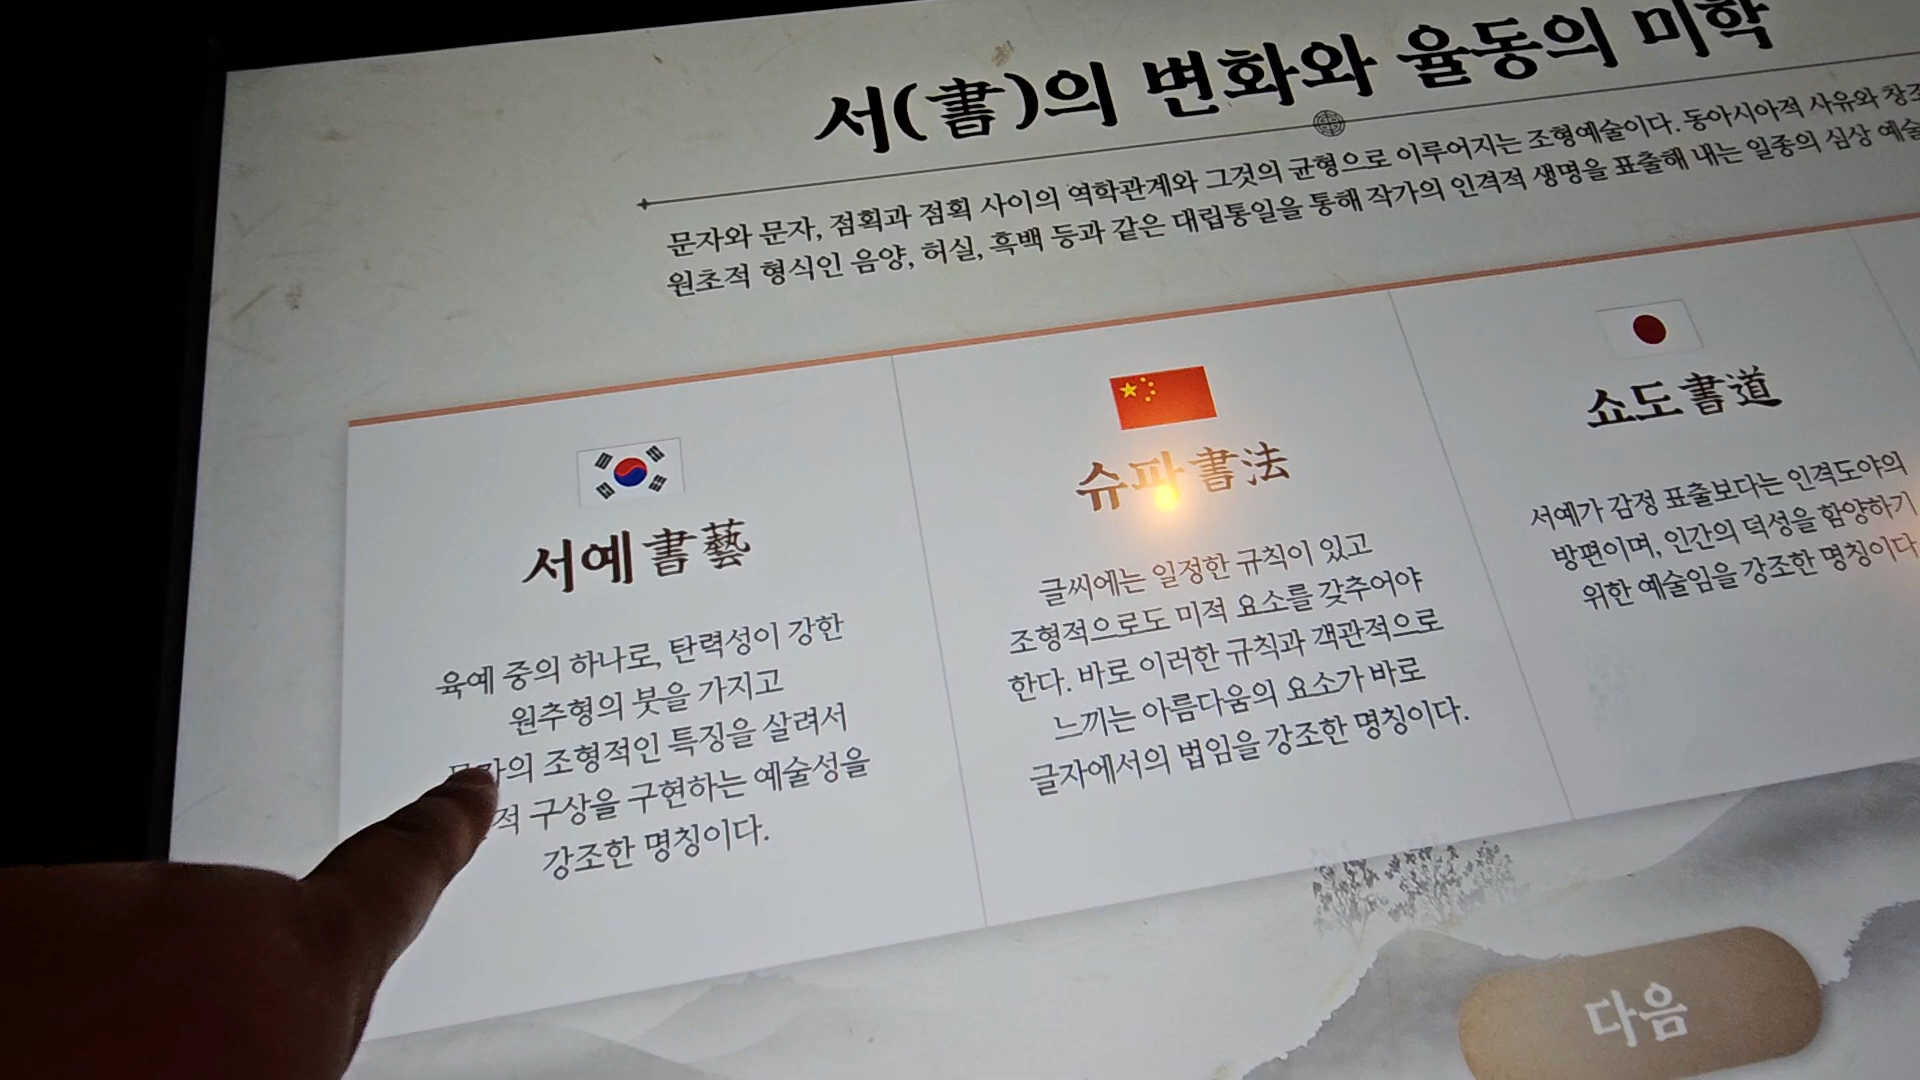 서(書)의 변화와 율동의 미학
문자와 문자, 점획과 점획 사이의 역학관계와 그것의 균형으로 이루어지는 조형예술이다. 동아시아적 사유와
원초적 형식인 음양, 허실, 흑백 등과 같은 대립통일을 통해 작가의 인격적 생명을 표출해 내는 일종의 심상
서예 書藝
육예 중의 하나로, 탄력성이 강한
원추형의 붓을 가지고
조형적인 특징을 살려서
구상을 구현하는 예술성을
강조한 명칭이다.
슈파 書法
글씨에는 일정한 규칙이 있고
조형적으로도 미적 요소를 갖추어야
한다. 바로 이러한 규칙과 객관적으로
느끼는 아름다움의 요소가 바로
글자에서의 법임을 강조한 명칭이다.
쇼도 書道
서예가 감정 표출보다는 인격도야의
방편이며, 인간의 덕성을 함양하기
위한 예술임을 강조한 명칭이다
다음